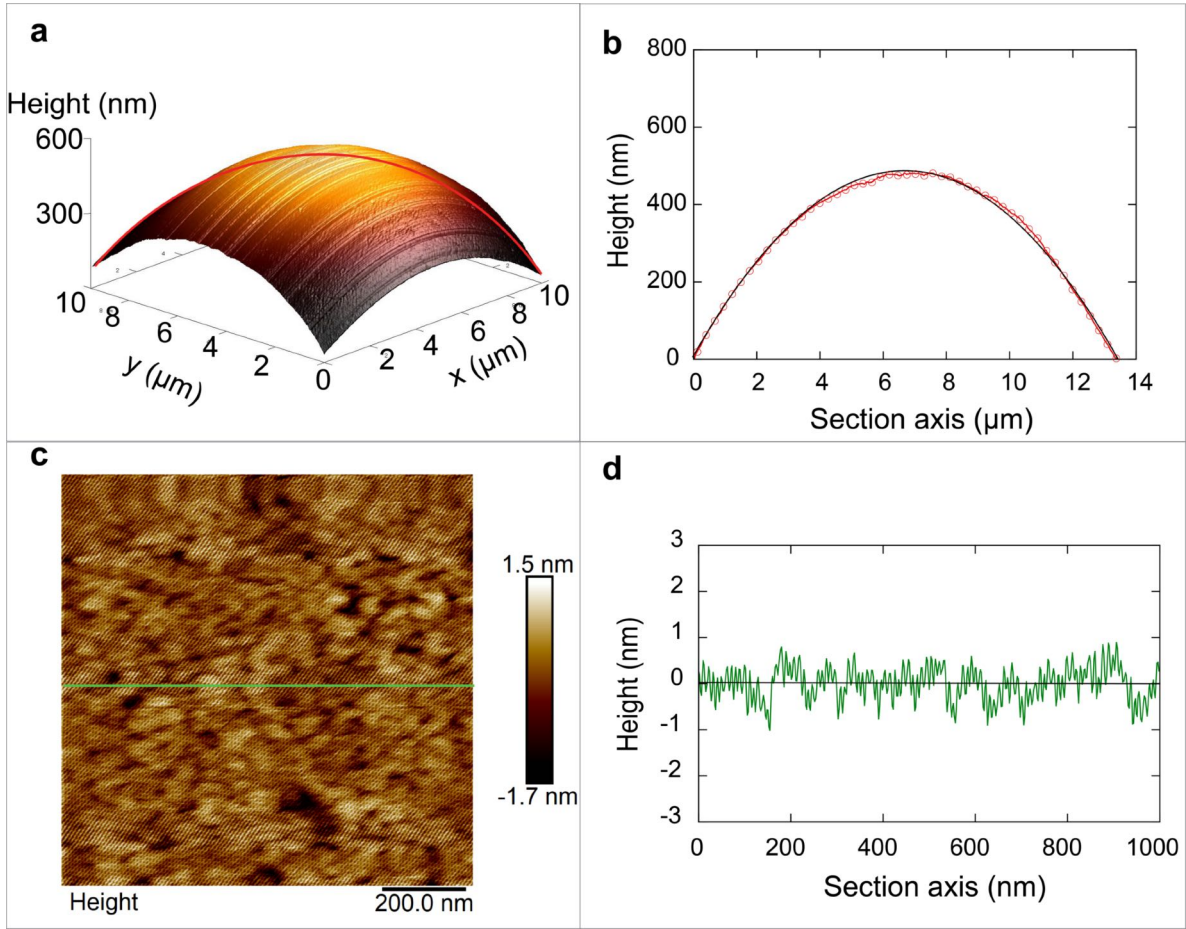 a
Height (nm)
600
300
10
8
6
4
2
0
2
4
6
8
10
y (µm)
x (µm)
b
800
600
400
200
0
Height (nm)
0 2 4 6 8 10 12 14
Section axis (µm)
c
1.5 nm
-1.7 nm
Height
200.0 nm
d
3
2
1
0
-1
-2
-3
Height (nm)
0 200 400 600 800 1000
Section axis (nm)